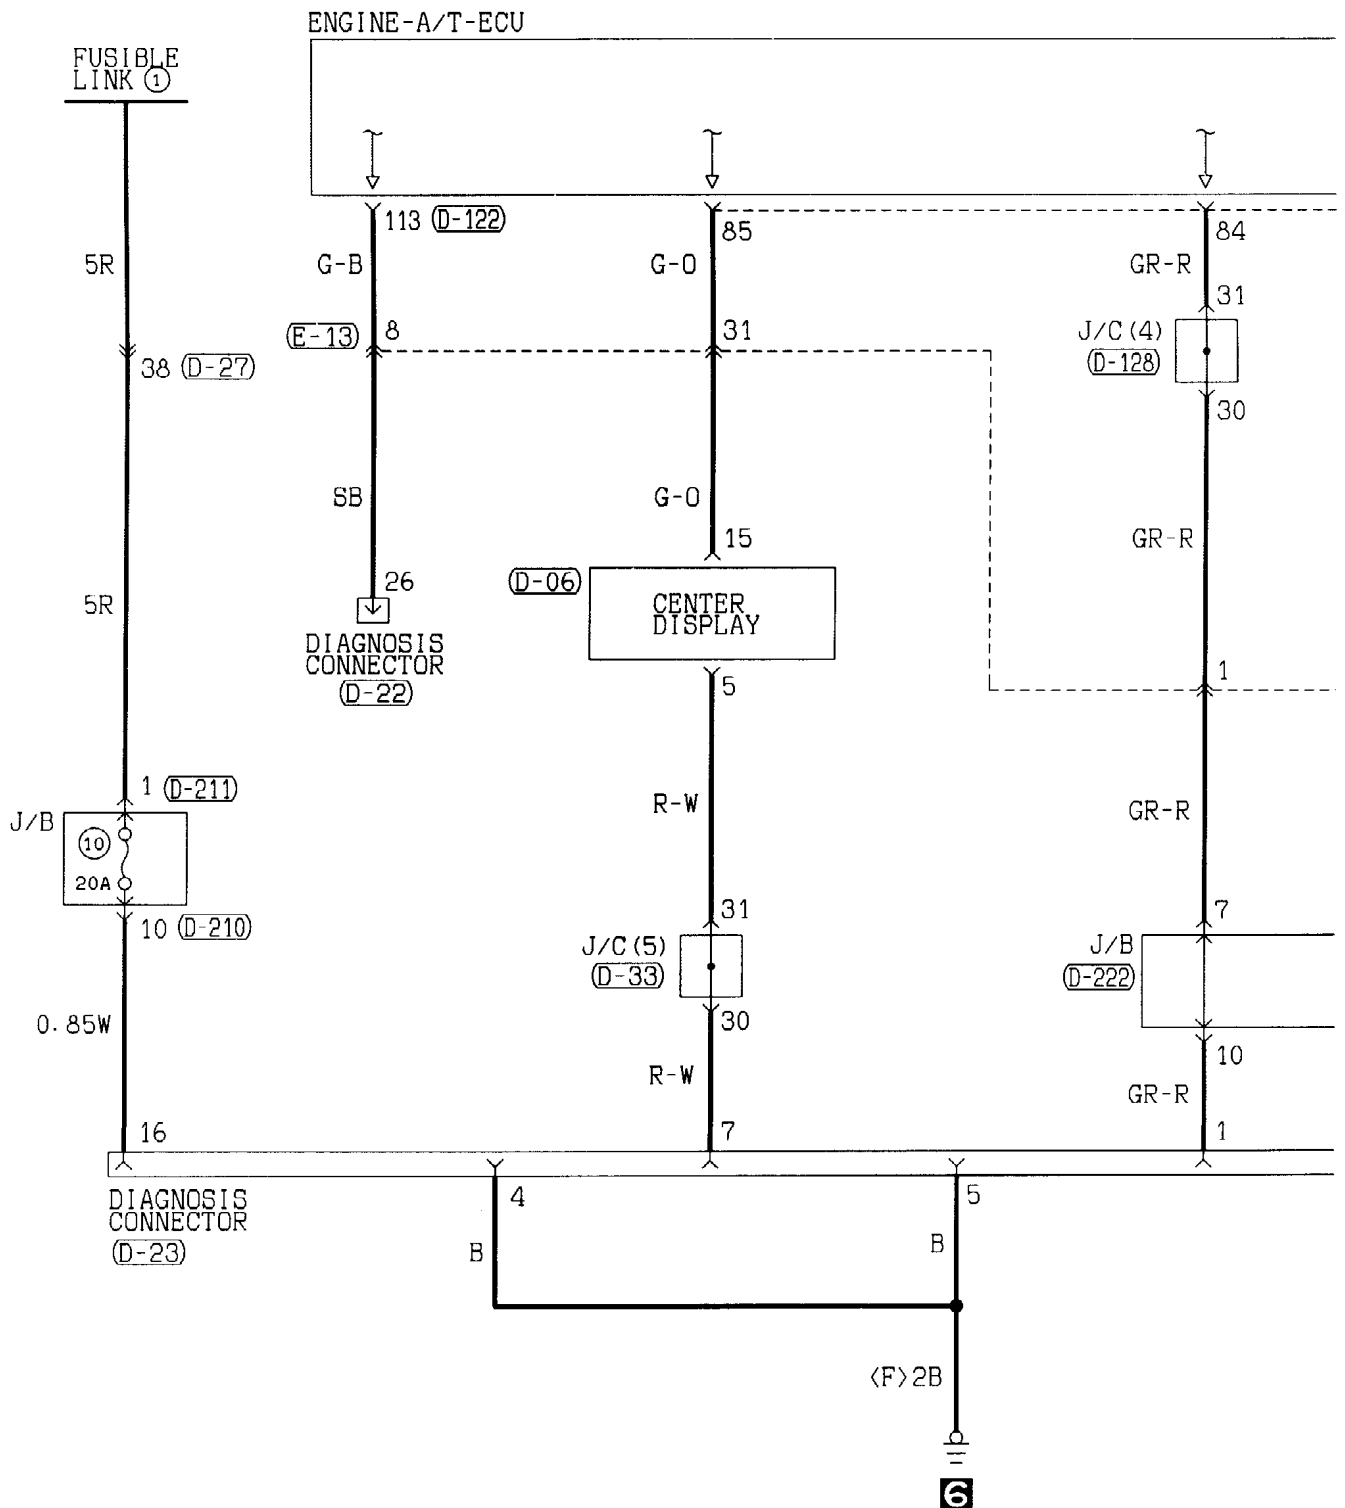 ENGINE-A/T-ECU
FUSIBLE
LINK ①
113 (D-122)
85
84
5R
G-B
G-O
GR-R
31
(E-13) 8
31
J/C(4)
(D-128)
38 (D-27)
30
SB
G-O
15
GR-R
26
(D-06)
CENTER
DISPLAY
5R
DIAGNOSIS
CONNECTOR
(D-22)
5
1
1 (D-211)
R-W
GR-R
J/B
⑩
20A
31
7
10 (D-210)
J/C(5)
(D-33)
J/B
(D-222)
0.85W
30
10
R-W
GR-R
16
7
1
DIAGNOSIS
CONNECTOR
(D-23)
4
5
B
B
<F>2B
6